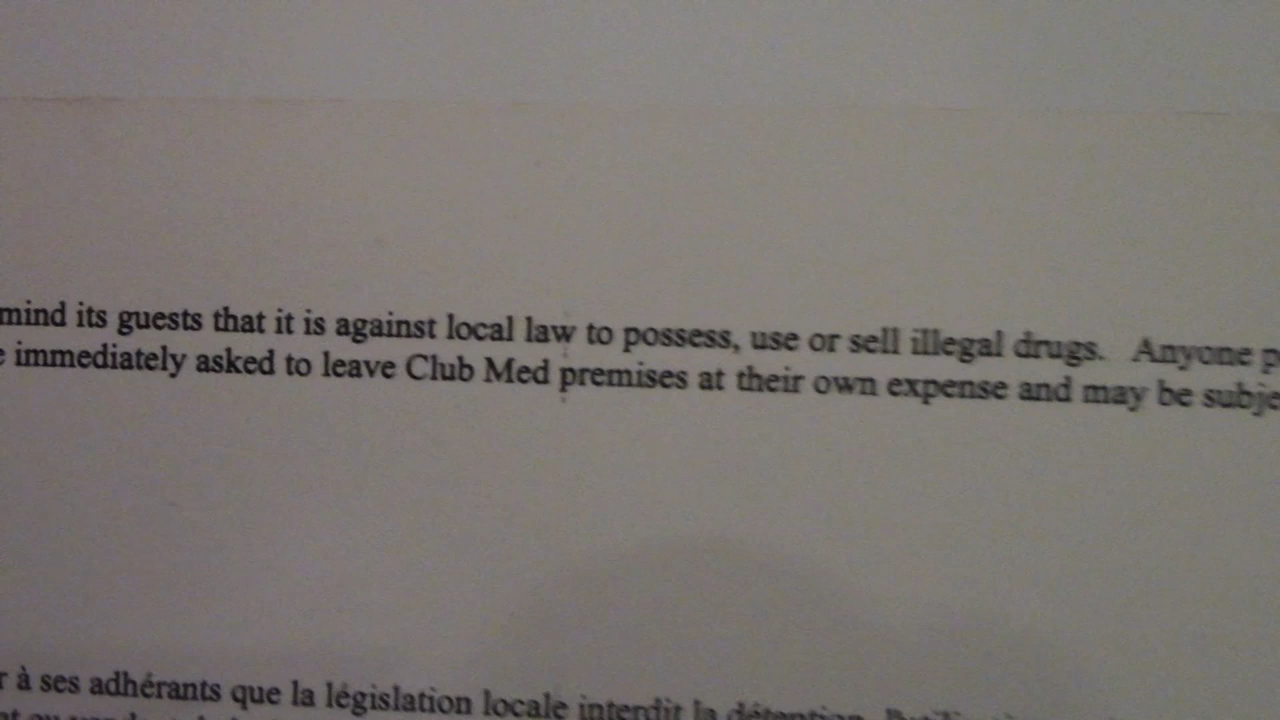 mind its guests that it is against local law to possess, use or sell illegal drugs. Anyone p
e immediately asked to leave Club Med premises at their own expense and may be subje
r à ses adhérants que la législation locale interdit la détention,